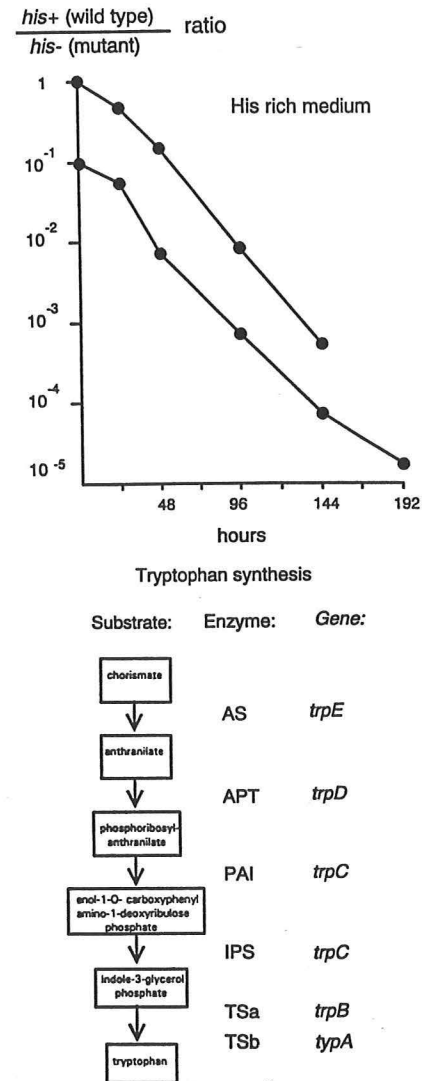 his+ (wild type)
his- (mutant)
ratio
His rich medium
1
10-1
10-2
10-3
10-4
10-5
48 96 144 192
hours
Tryptophan synthesis
Substrate: Enzyme: Gene:
chorismate
AS trpE
anthranilate
APT trpD
phosphoribosyl-
anthranilate
PAI trpC
enol-1-O- carboxyphenyl
amino-1-deoxyribulose
phosphate
IPS trpC
indole-3-glycerol
phosphate
TSa trpB
TSb typA
tryptophan